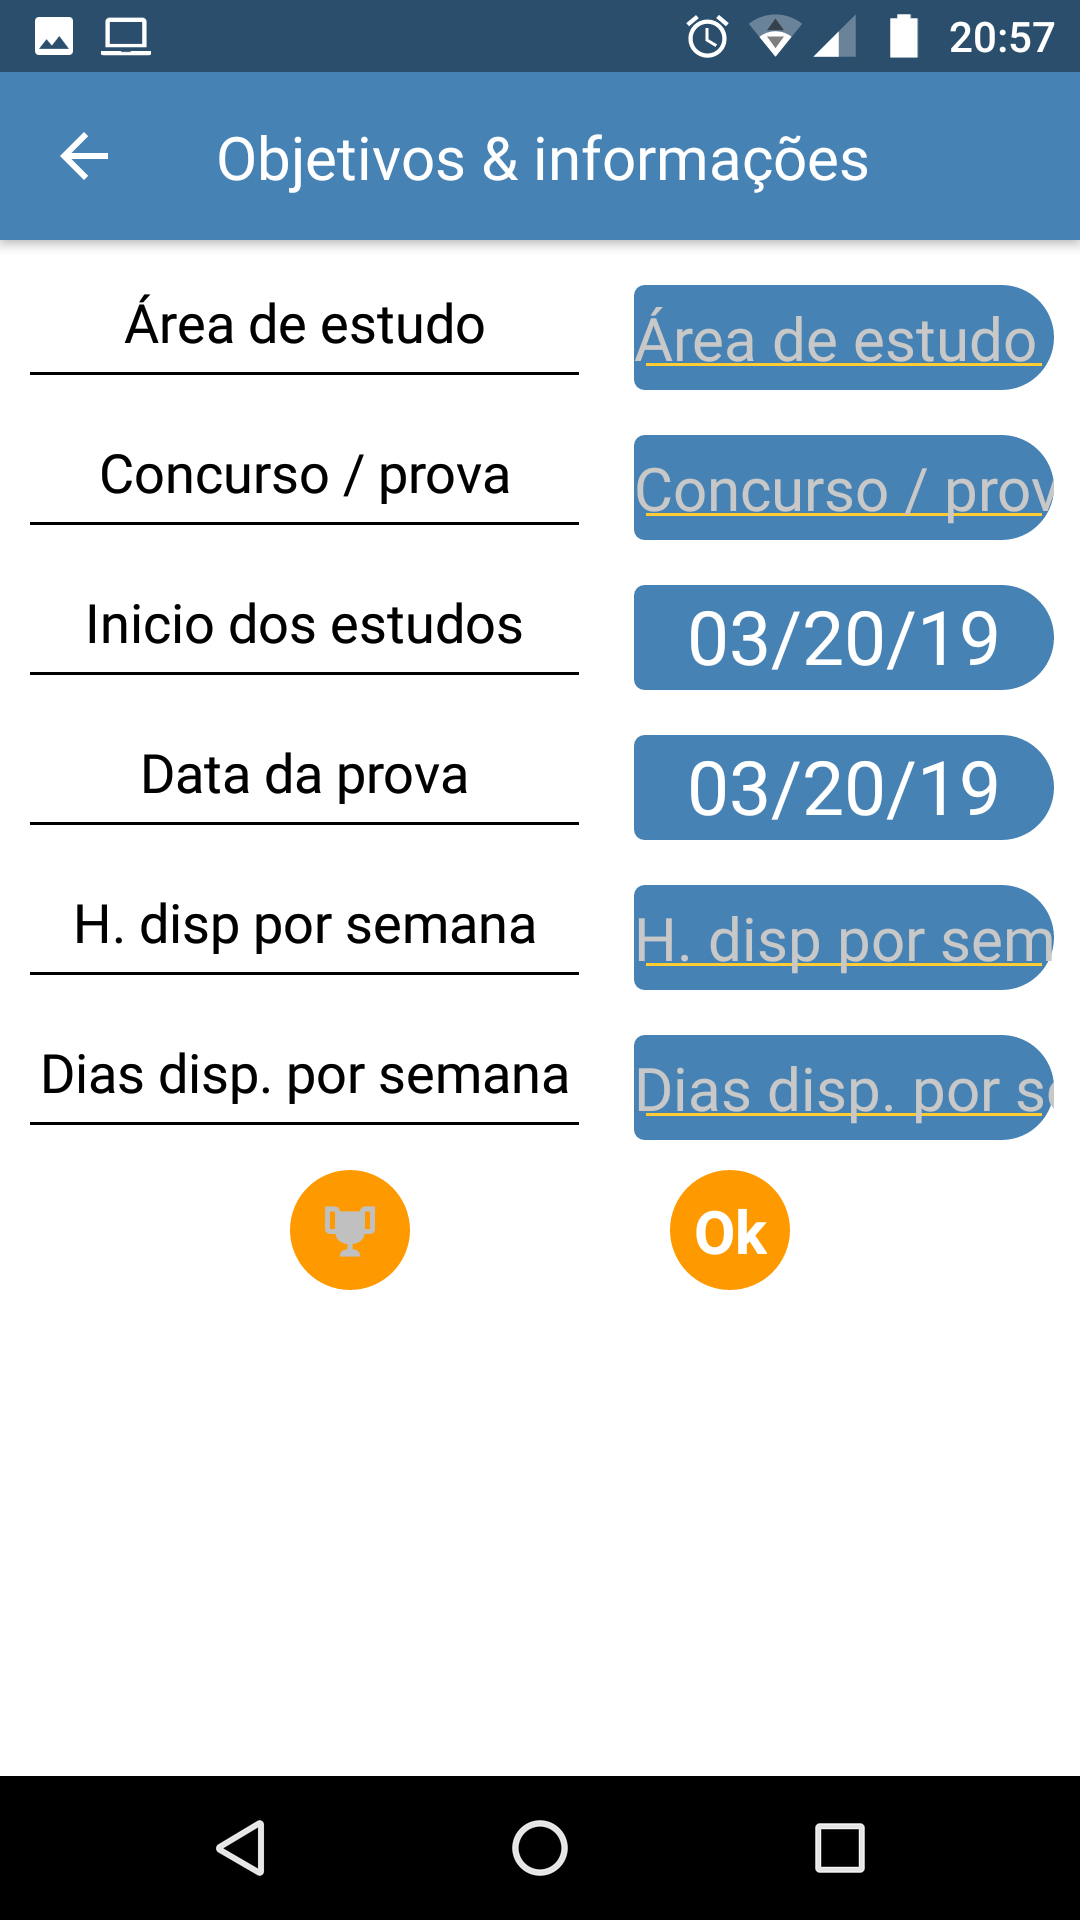 20:57
Objetivos & informações
Área de estudo Área de estudo
Concurso / prova Concurso / prov
Inicio dos estudos 03/20/19
Data da prova 03/20/19
H. disp por semana H. disp por sem
Dias disp. por semana Dias disp. por se
Ok